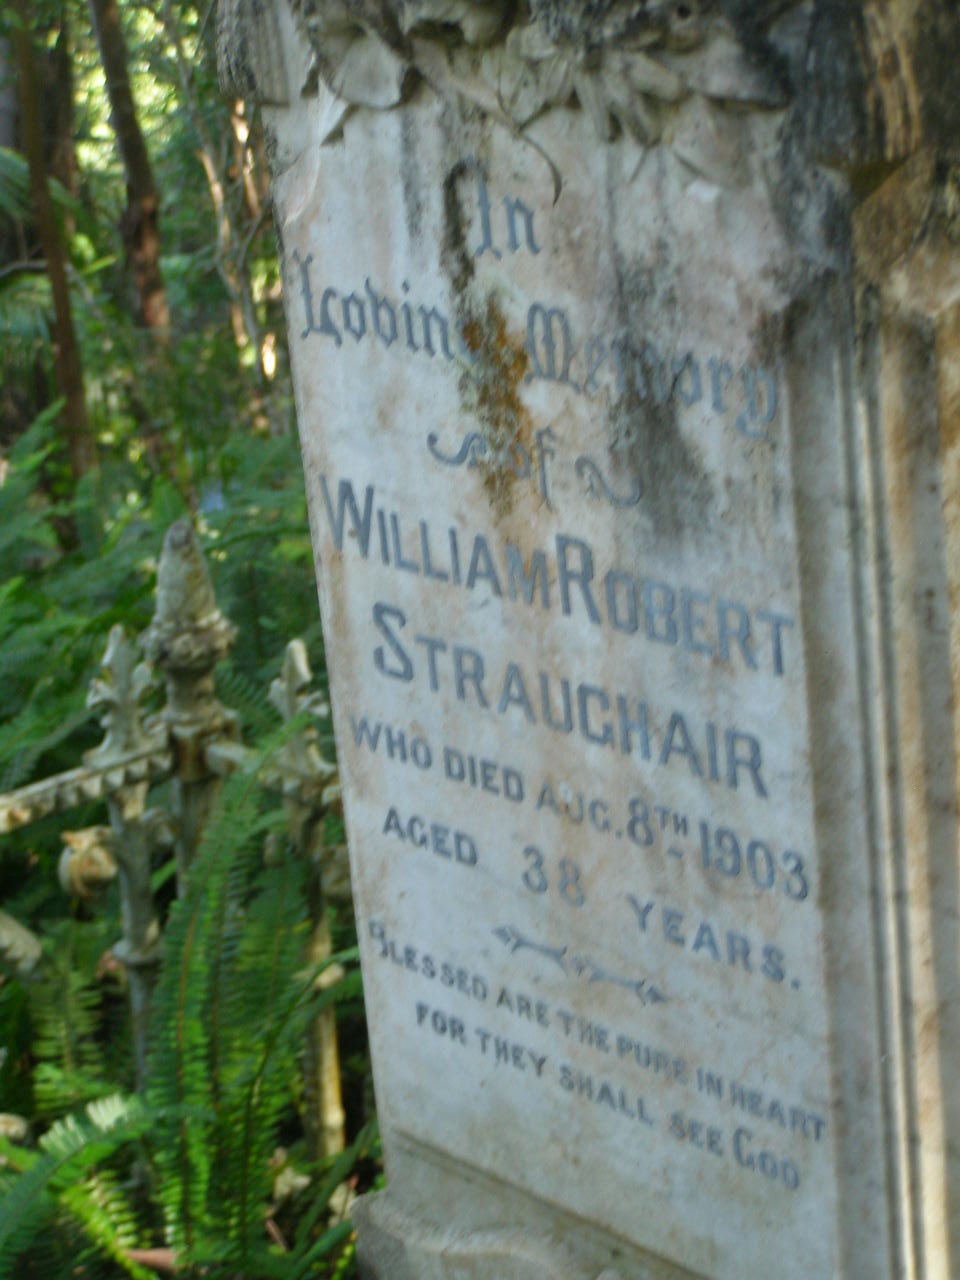 In
Loving Memory
of
WILLIAM ROBERT
STRAUGHAIR
WHO DIED AUG. 8TH 1903
AGED 38 YEARS.
BLESSED ARE THE PURE IN HEART
FOR THEY SHALL SEE GOD